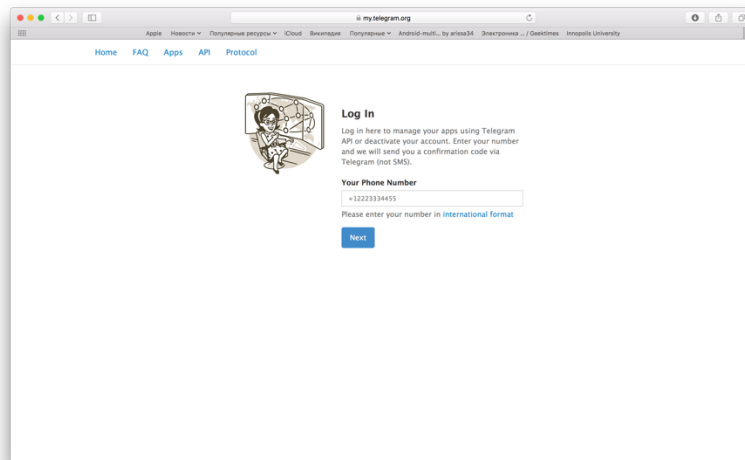 my.telegram.org
Apple Новости Популярные ресурсы iCloud Википедия Популярные Android-multi... by arissa34 Электроника ... / Geektimes Innopolis University
Home FAQ Apps API Protocol
Log In
Log in here to manage your apps using Telegram
API or deactivate your account. Enter your number
and we will send you a confirmation code via
Telegram (not SMS).
Your Phone Number
+12223334455
Please enter your number in international format
Next